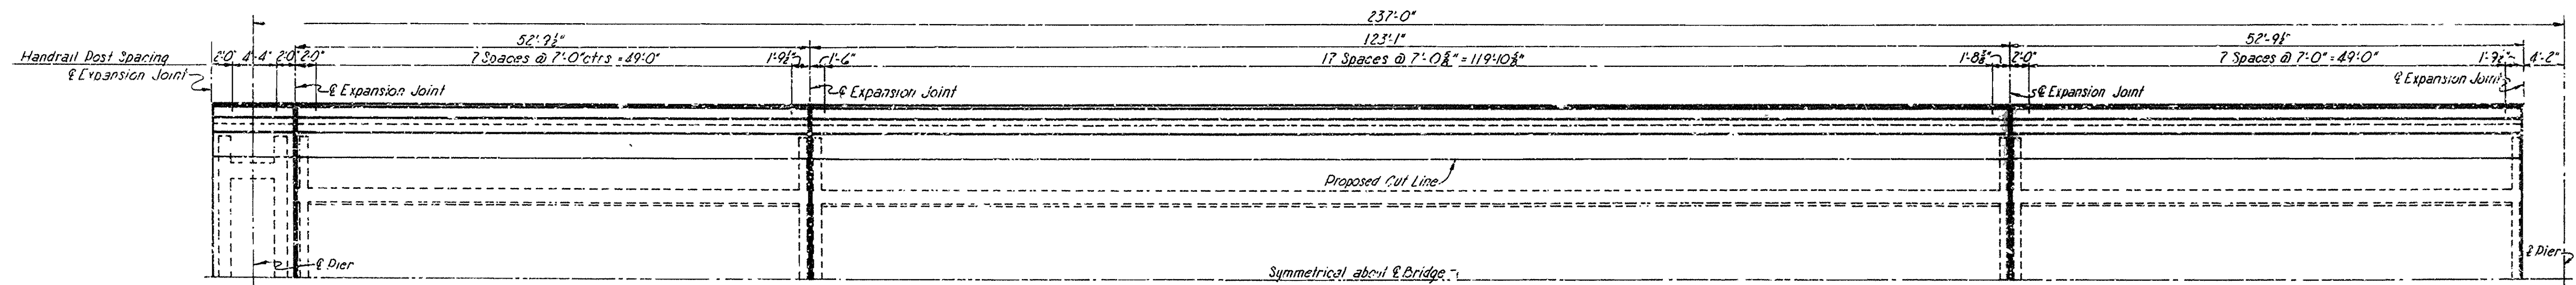 237'-0"
52'-9½" 123'-1" 52'-9½"
Handrail Post Spacing 2'-0" 4'-4" 2'-0" 2'-0" 7 Spaces @ 7'-0" ctrs = 49'-0" 1'-9½" 1'-6" 17 Spaces @ 7'-0⅝" = 119'-10⅝" 1'-8⅜" 2'-0" 7 Spaces @ 7'-0" = 49'-0" 1'-9½" 4'-2"
℄ Expansion Joint ℄ Expansion Joint
℄ Expansion Joint ℄ Expansion Joint ℄ Expansion Joint
Proposed Cut Line
℄ Pier
℄ Pier
Symmetrical about ℄ Bridge